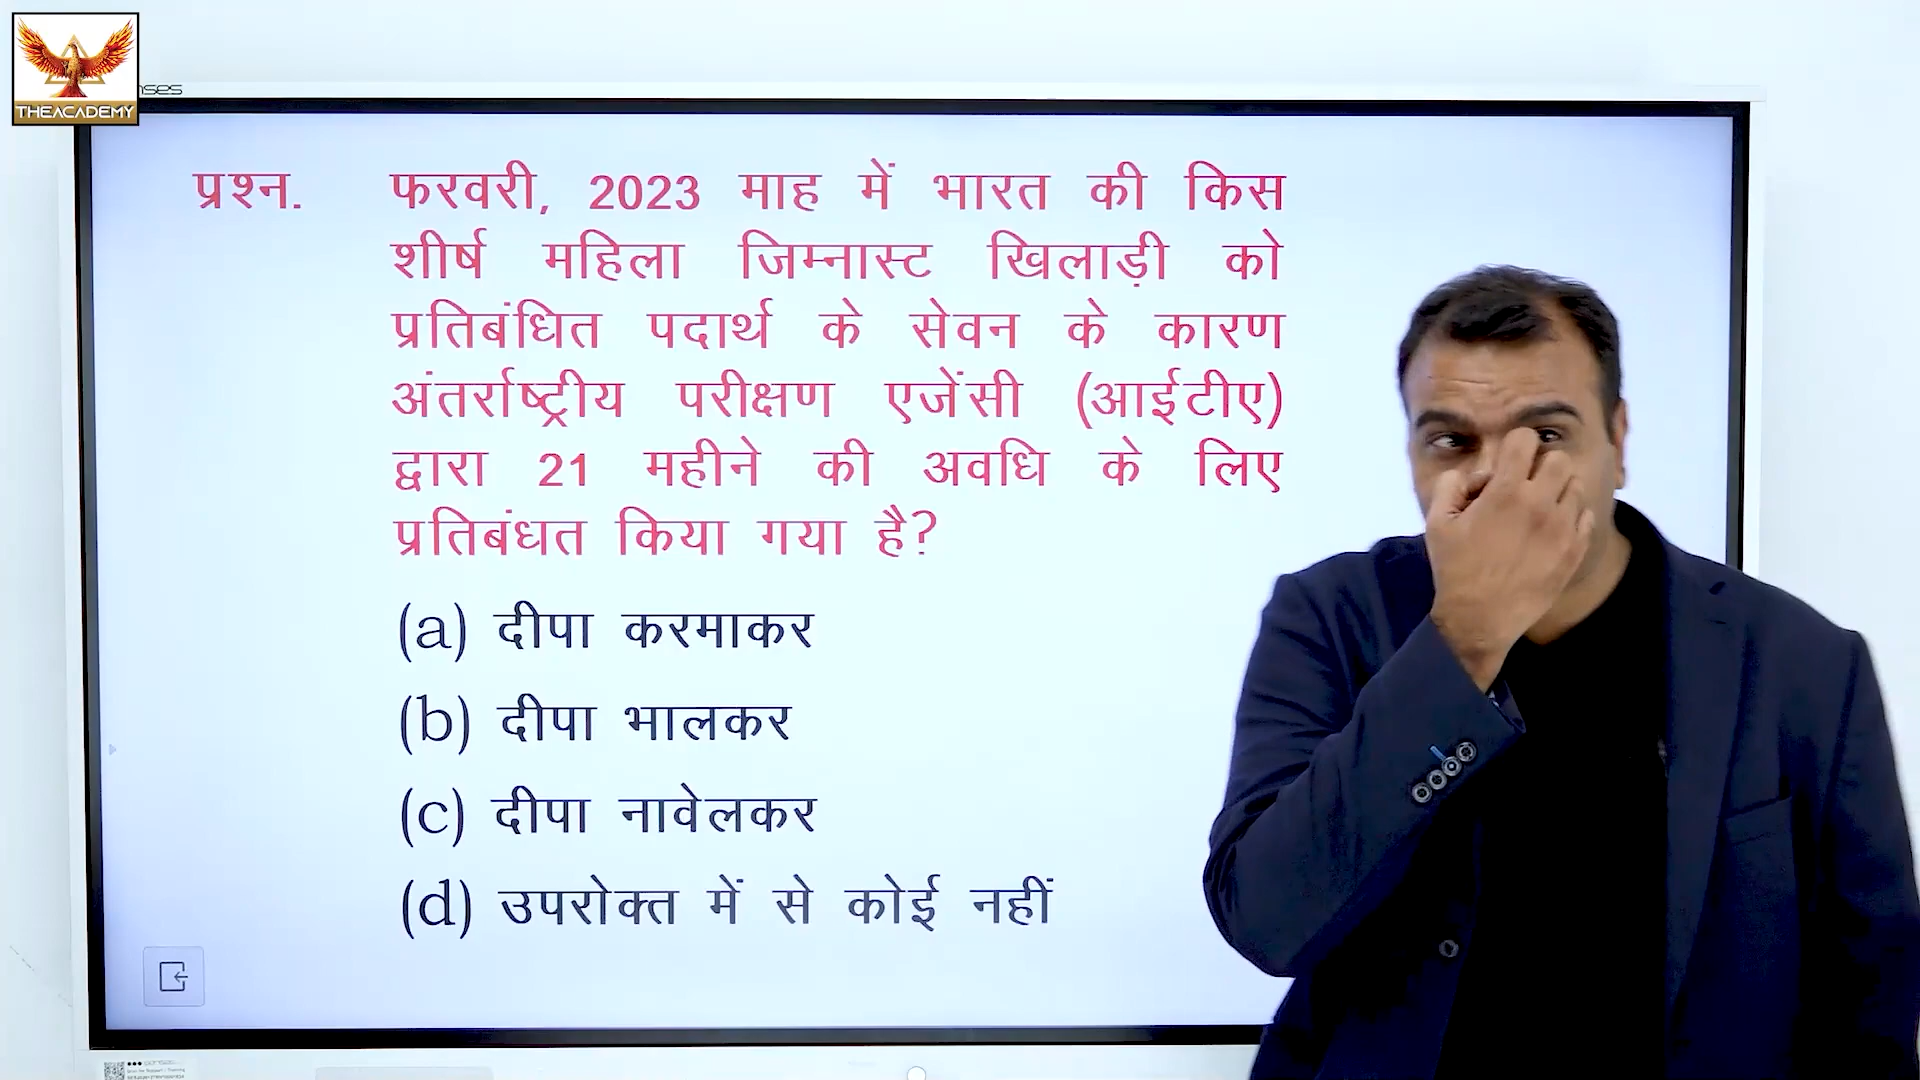 THEACADEMY
nses
प्रश्न. फरवरी, 2023 माह में भारत की किस
शीर्ष महिला जिम्नास्ट खिलाड़ी को
प्रतिबंधित पदार्थ के सेवन के कारण
अंतर्राष्ट्रीय परीक्षण एजेंसी (आईटीए)
द्वारा 21 महीने की अवधि के लिए
प्रतिबंधत किया गया है?
(a) दीपा करमाकर
(b) दीपा भालकर
(c) दीपा नावेलकर
(d) उपरोक्त में से कोई नहीं